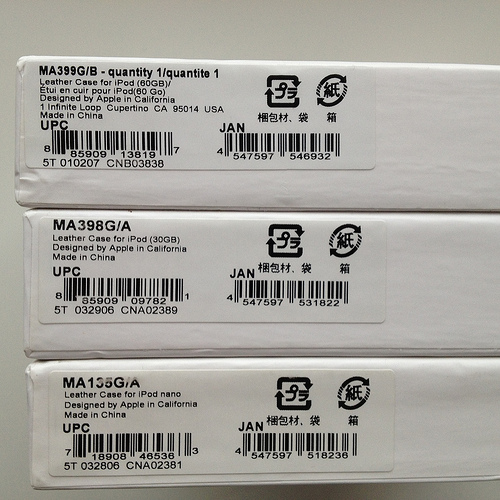 MA399G/B - quantity 1/quantite 1
Leather Case for iPod (60GB)/
Étui en cuir pour iPod(60 Go)
Designed by Apple in California
1 Infinite Loop Cupertino CA 95014 USA
Made in China
UPC
8 85909 13819 7
5T 010207 CNB03838
プラ
紙
梱包材、袋 箱
JAN
4 547597 546932
MA398G/A
Leather Case for iPod (30GB)
Designed by Apple in California
Made in China
UPC
8 85909 09782 1
5T 032906 CNA02389
プラ
紙
梱包材、袋 箱
JAN
4 547597 531822
MA135G/A
Leather Case for iPod nano
Designed by Apple in California
Made in China
UPC
7 18908 46536 3
5T 032806 CNA02381
プラ
紙
梱包材、袋 箱
JAN
4 547597 518236